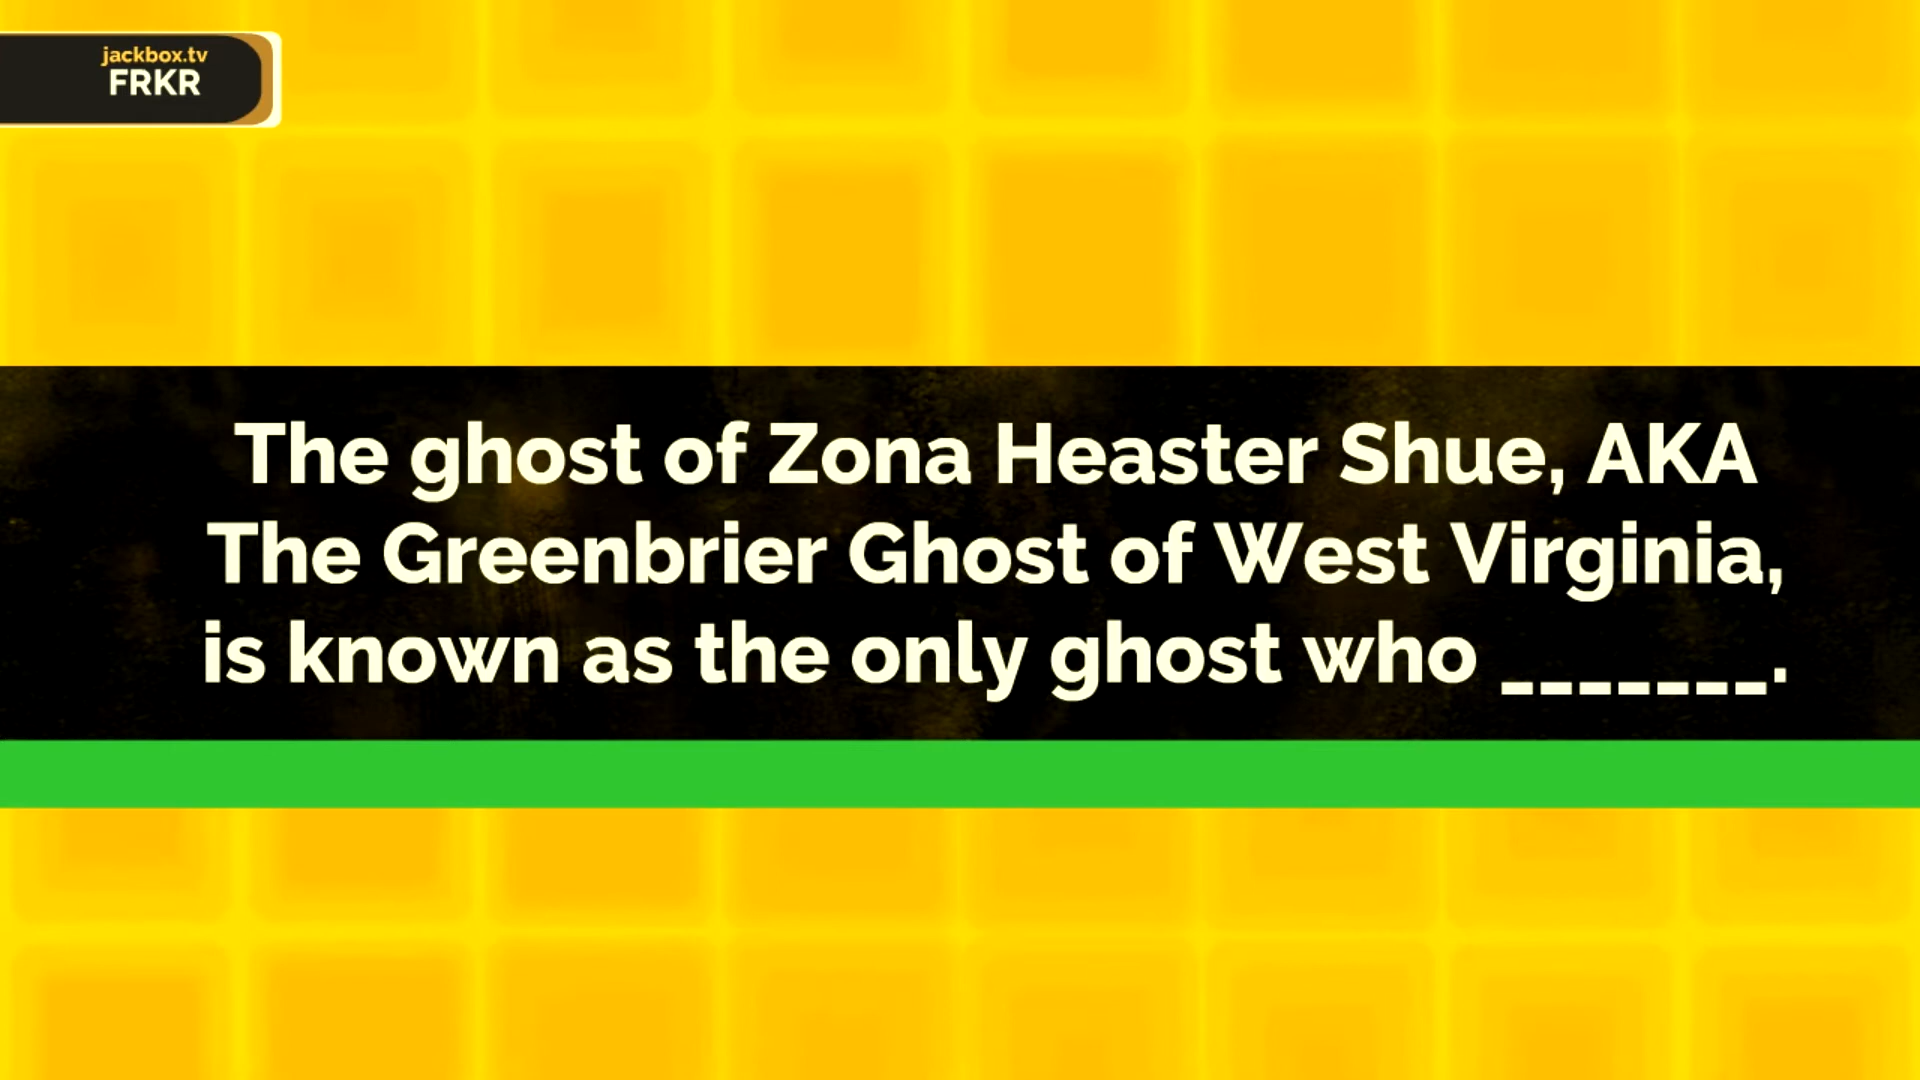 jackbox.tv
FRKR
The ghost of Zona Heaster Shue, AKA
The Greenbrier Ghost of West Virginia,
is known as the only ghost who _______.